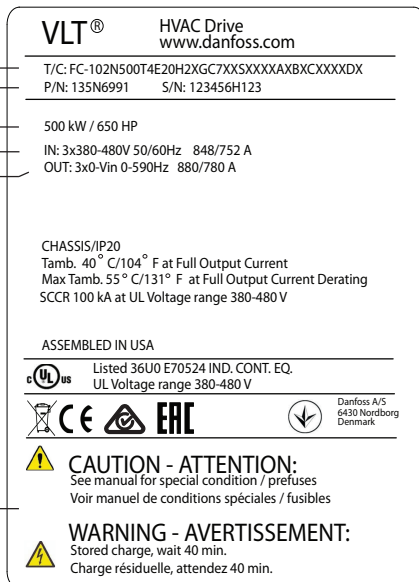 VLT® HVAC Drive
www.danfoss.com
T/C: FC-102N500T4E20H2XGC7XXSXXXXAXBXCXXXXDX
P/N: 135N6991 S/N: 123456H123
500 kW / 650 HP
IN: 3x380-480V 50/60Hz 848/752 A
OUT: 3x0-Vin 0-590Hz 880/780 A
CHASSIS/IP20
Tamb. 40° C/104° F at Full Output Current
Max Tamb. 55° C/131° F at Full Output Current Derating
SCCR 100 kA at UL Voltage range 380-480 V
ASSEMBLED IN USA
c UL us Listed 36U0 E70524 IND. CONT. EQ.
UL Voltage range 380-480 V
CE EAC
Danfoss A/S
6430 Nordborg
Denmark
CAUTION - ATTENTION:
See manual for special condition / prefuses
Voir manuel de conditions spéciales / fusibles
WARNING - AVERTISSEMENT:
Stored charge, wait 40 min.
Charge résiduelle, attendez 40 min.